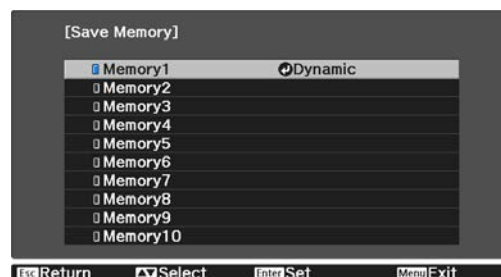 [Save Memory]
Memory1 Dynamic
Memory2
Memory3
Memory4
Memory5
Memory6
Memory7
Memory8
Memory9
Memory10
Esc Return Select Enter Set Menu Exit